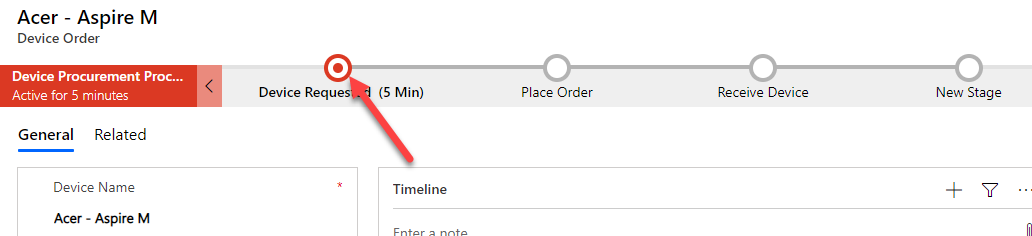 Acer - Aspire M
Device Order
Device Procurement Proc...
Active for 5 minutes
Device Requested (5 Min)
Place Order
Receive Device
New Stage
General
Related
Device Name
*
Acer - Aspire M
Timeline
Enter a note